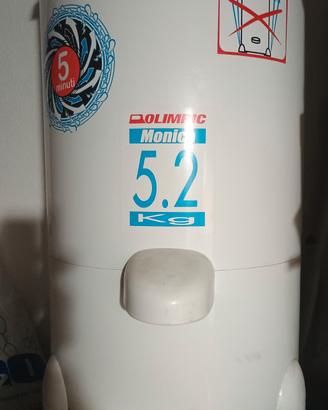 5
minuti
OLIMPIC
Monica
5.2
Kg